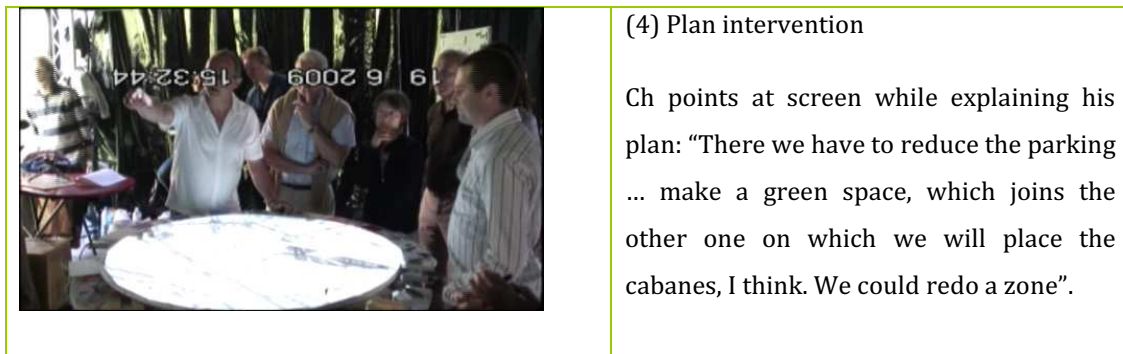 19 6 2009 15:32:44
(4) Plan intervention
Ch points at screen while explaining his
plan: “There we have to reduce the parking
… make a green space, which joins the
other one on which we will place the
cabanes, I think. We could redo a zone”.